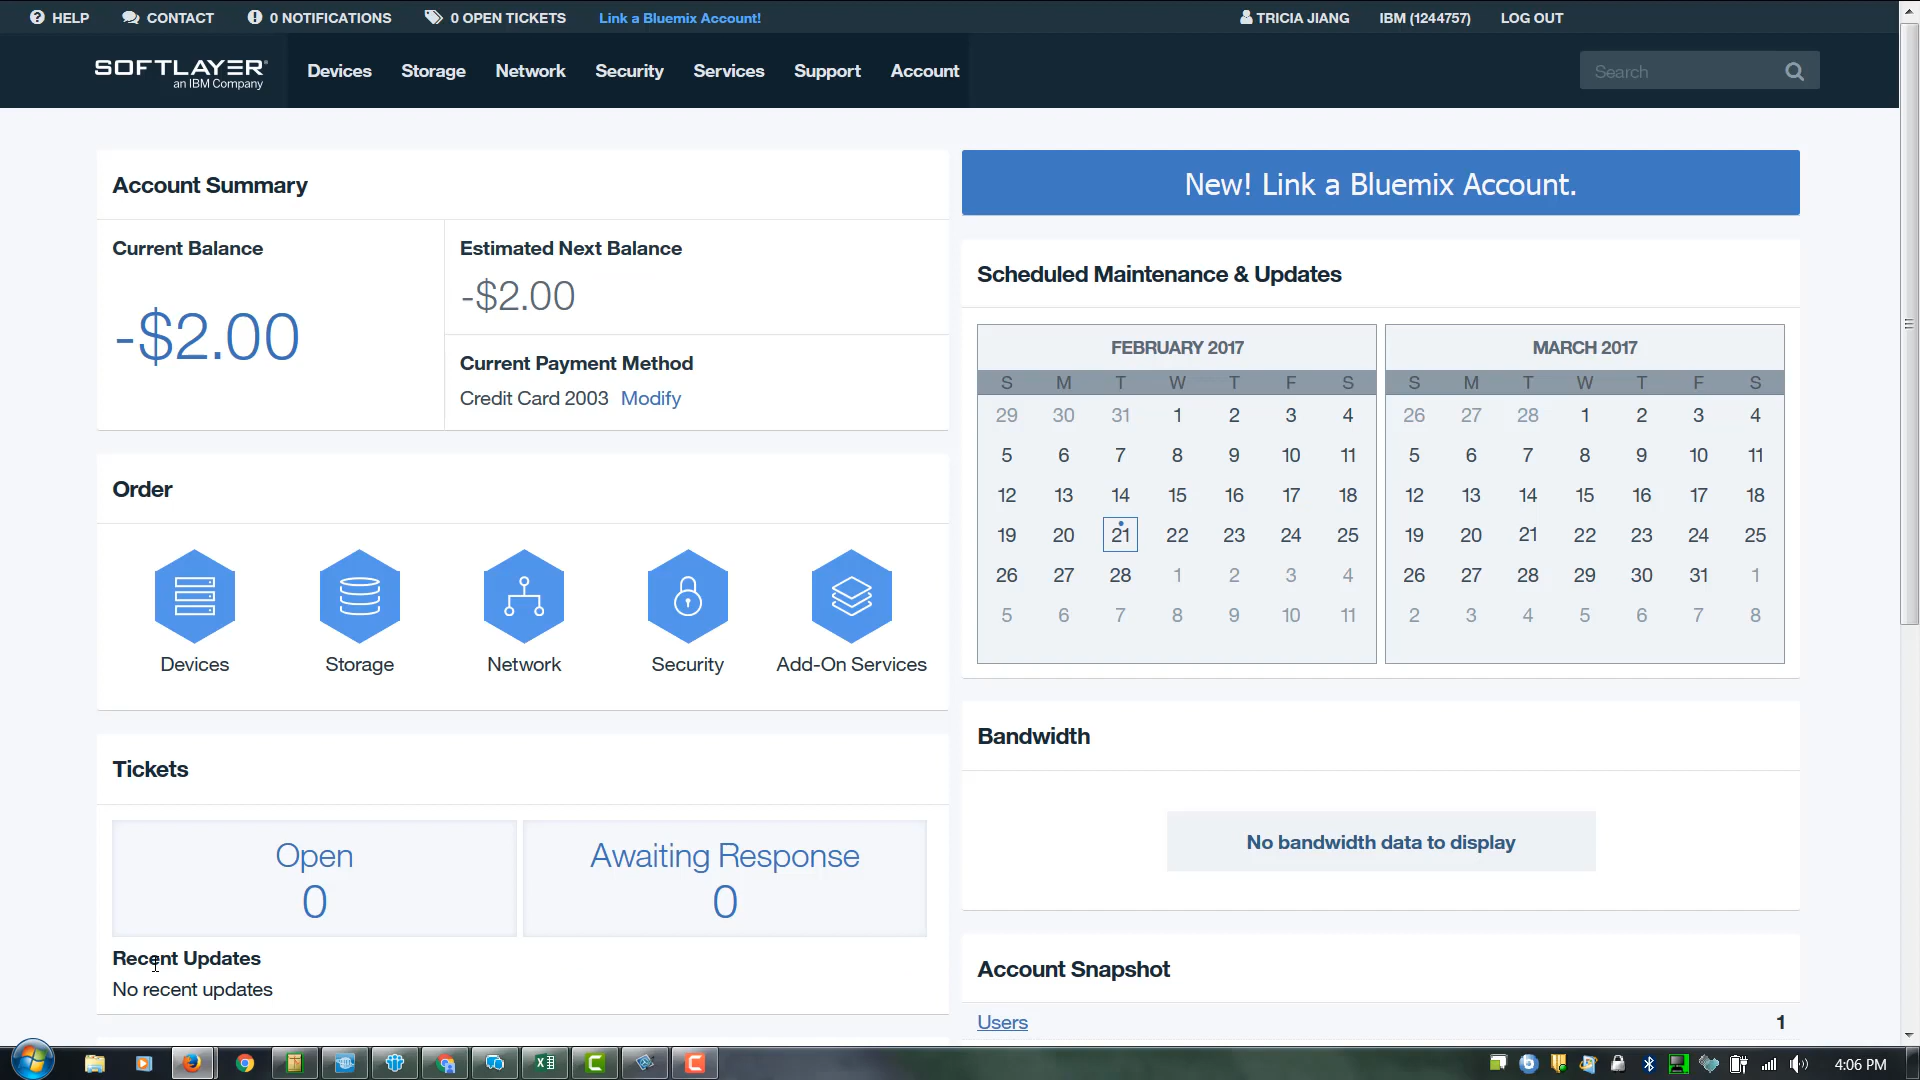 HELP CONTACT 0 NOTIFICATIONS 0 OPEN TICKETS Link a Bluemix Account! TRICIA JIANG IBM (1244757) LOG OUT
SOFTLAYER
an IBM Company
Devices Storage Network Security Services Support Account Search
Account Summary
Current Balance
-$2.00
Estimated Next Balance
-$2.00
Current Payment Method
Credit Card 2003 Modify
Order
Devices Storage Network Security Add-On Services
Tickets
Open
0
Awaiting Response
0
Recent Updates
No recent updates
New! Link a Bluemix Account.
Scheduled Maintenance & Updates
FEBRUARY 2017
S M T W T F S
29 30 31 1 2 3 4
5 6 7 8 9 10 11
12 13 14 15 16 17 18
19 20 21 22 23 24 25
26 27 28 1 2 3 4
5 6 7 8 9 10 11
MARCH 2017
S M T W T F S
26 27 28 1 2 3 4
5 6 7 8 9 10 11
12 13 14 15 16 17 18
19 20 21 22 23 24 25
26 27 28 29 30 31 1
2 3 4 5 6 7 8
Bandwidth
No bandwidth data to display
Account Snapshot
Users 1
4:06 PM